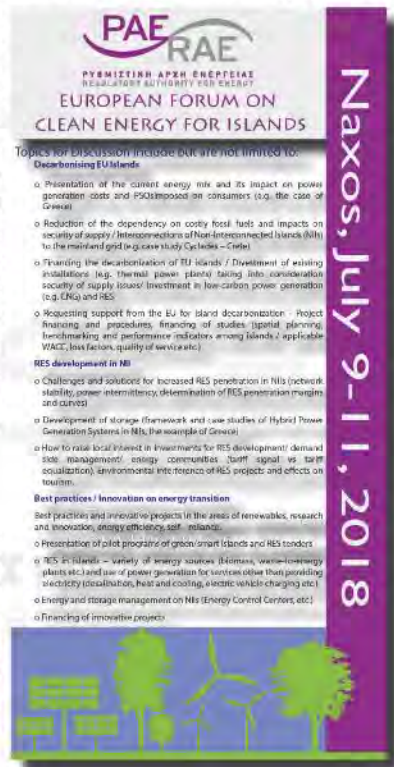 ΡΑΕ
RAE
ΡΥΘΜΙΣΤΙΚΗ ΑΡΧΗ ΕΝΕΡΓΕΙΑΣ
REGULATORY AUTHORITY FOR ENERGY
EUROPEAN FORUM ON
CLEAN ENERGY FOR ISLANDS
Naxos, July 9-11, 2018
Topics for Discussion include but are not limited to:
Decarbonising EU Islands
o Presentation of the current energy mix and its impact on power
generation costs and PSOs imposed on consumers (e.g. the case of
Greece)
o Reduction of the dependency on costly fossil fuels and impacts on
security of supply / Interconnections of Non-Interconnected Islands (NIIs)
to the mainland grid (e.g. case study Cyclades – Crete)
o Financing the decarbonization of EU islands / Divestment of existing
installations (e.g. thermal power plants) taking into consideration
security of supply issues/ Investment in low-carbon power generation
(e.g. CNG) and RES
o Requesting support from the EU for island decarbonization - Project
financing and procedures, financing of studies (spatial planning,
benchmarking and performance indicators among islands / applicable
WACC, loss factors, quality of service etc.)
RES development in NII
o Challenges and solutions for increased RES penetration in NIIs (network
stability, power intermittency, determination of RES penetration margins
and curves)
o Development of storage (framework and case studies of Hybrid Power
Generation Systems in NIIs, the example of Greece)
o How to raise local interest in investments for RES development/ demand
side management/ energy communities (tariff signal vs tariff
equalization). Environmental interference of RES projects and effects on
tourism.
Best practices / Innovation on energy transition
Best practices and innovative projects in the areas of renewables, research
and innovation, energy efficiency, self - reliance.
o Presentation of pilot programs of green/smart islands and RES tenders
o RES in islands – variety of energy sources (biomass, waste-to-energy
plants etc.) and use of power generation for services other than providing
electricity (desalination, heat and cooling, electric vehicle charging etc.)
o Energy and storage management on NIIs (Energy Control Centers, etc.)
o Financing of innovative projects